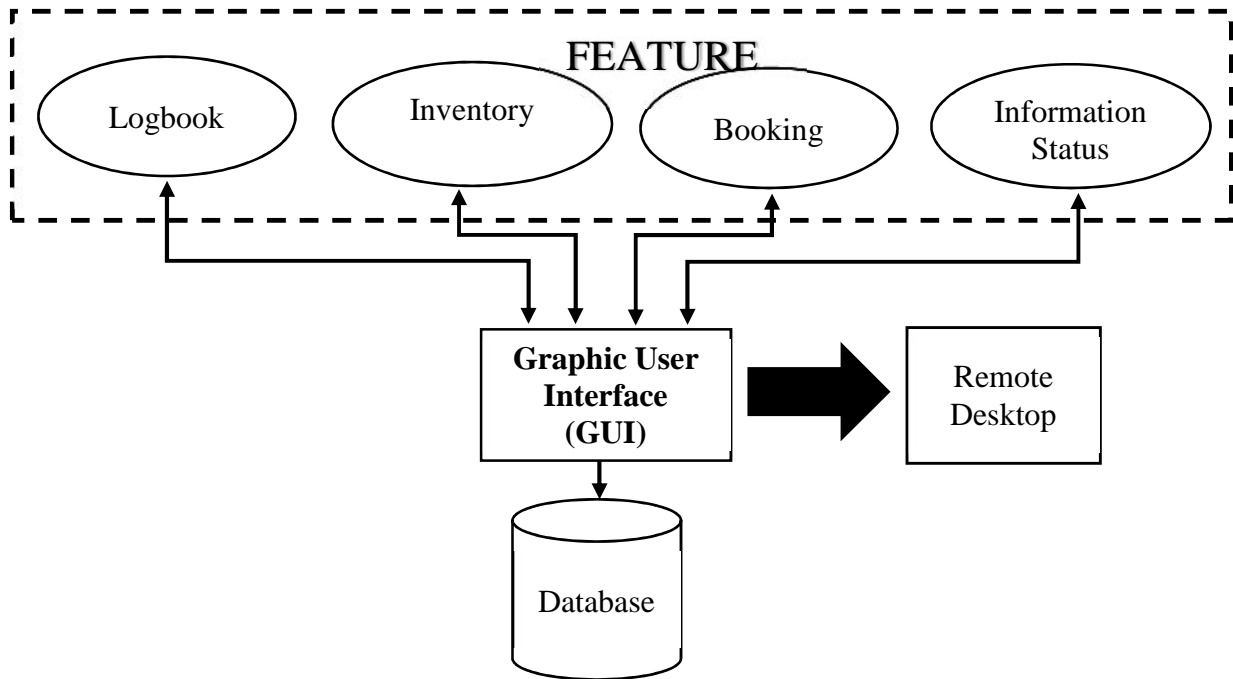 FEATURE
Logbook
Inventory
Booking
Information
Status
Graphic User
Interface
(GUI)
Remote
Desktop
Database